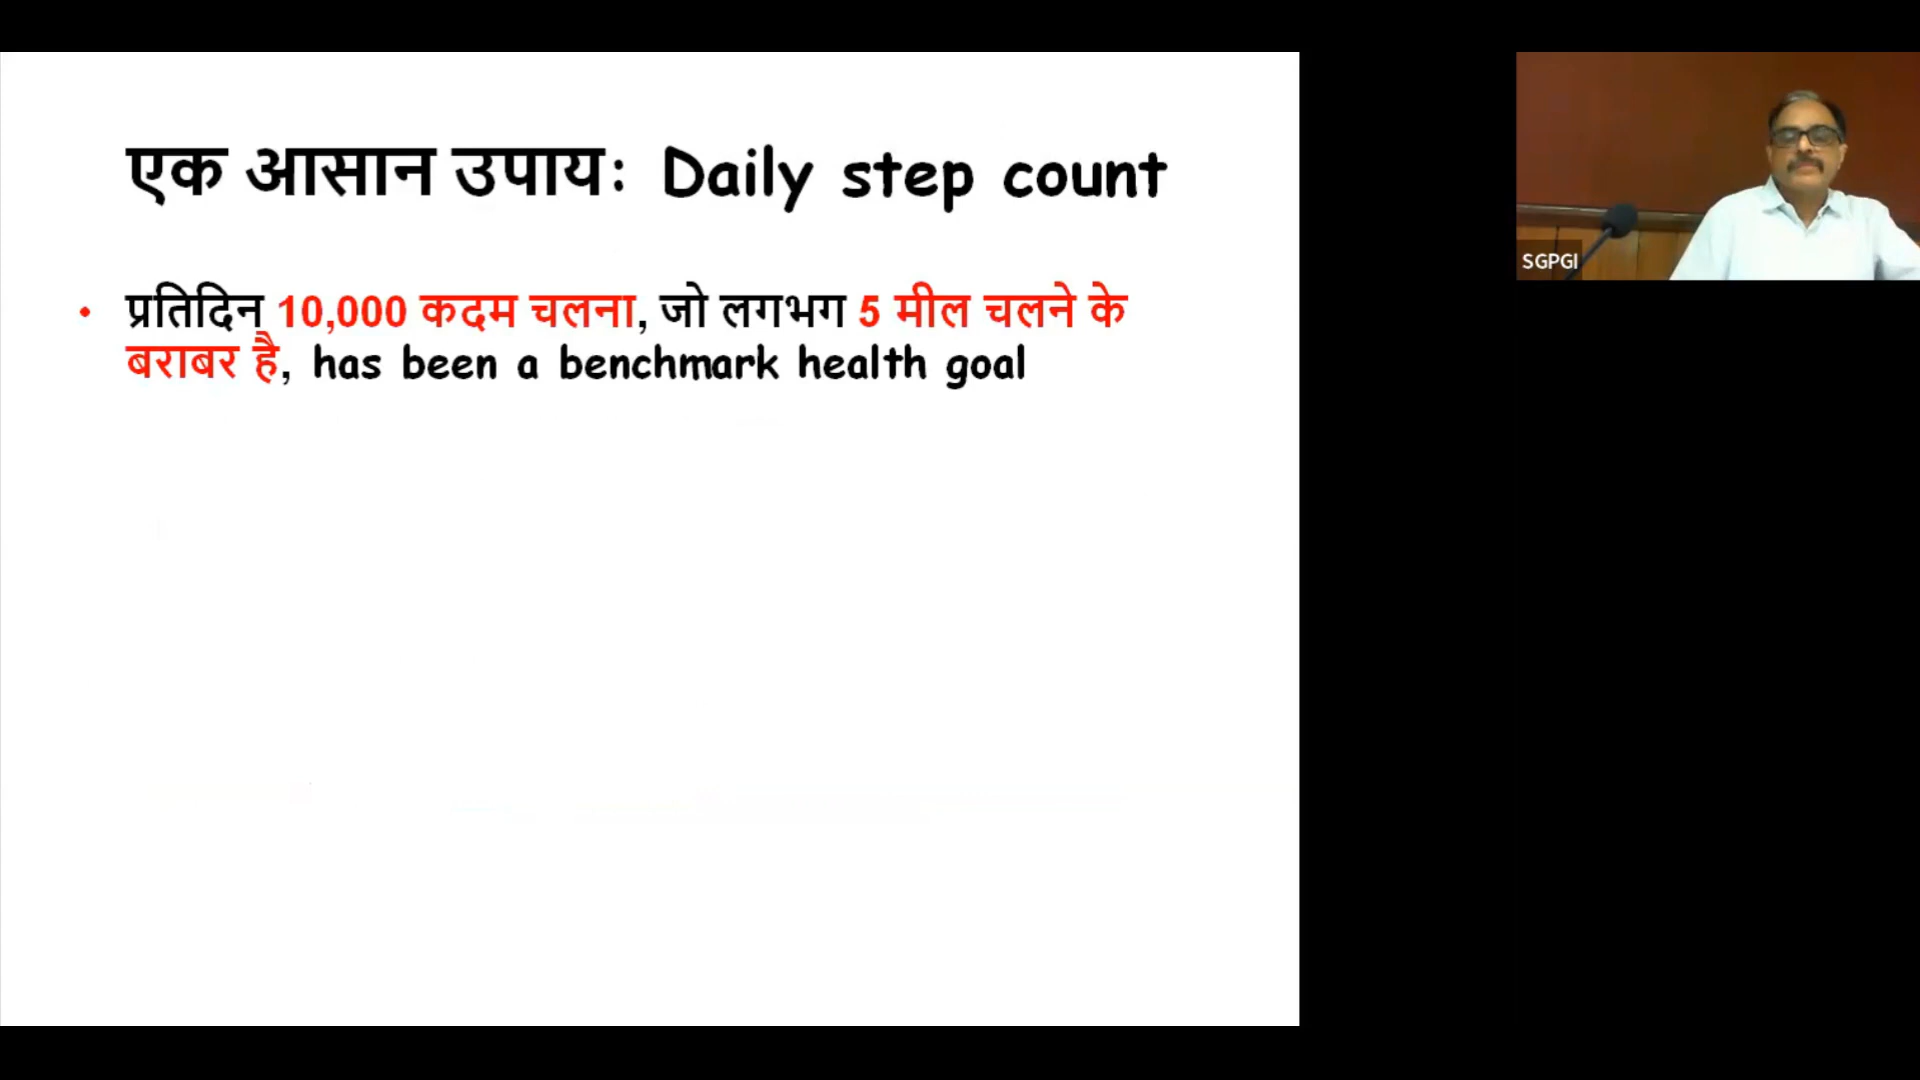 एक आसान उपाय: Daily step count
• प्रतिदिन 10,000 कदम चलना, जो लगभग 5 मील चलने के
बराबर है, has been a benchmark health goal
SGPGI